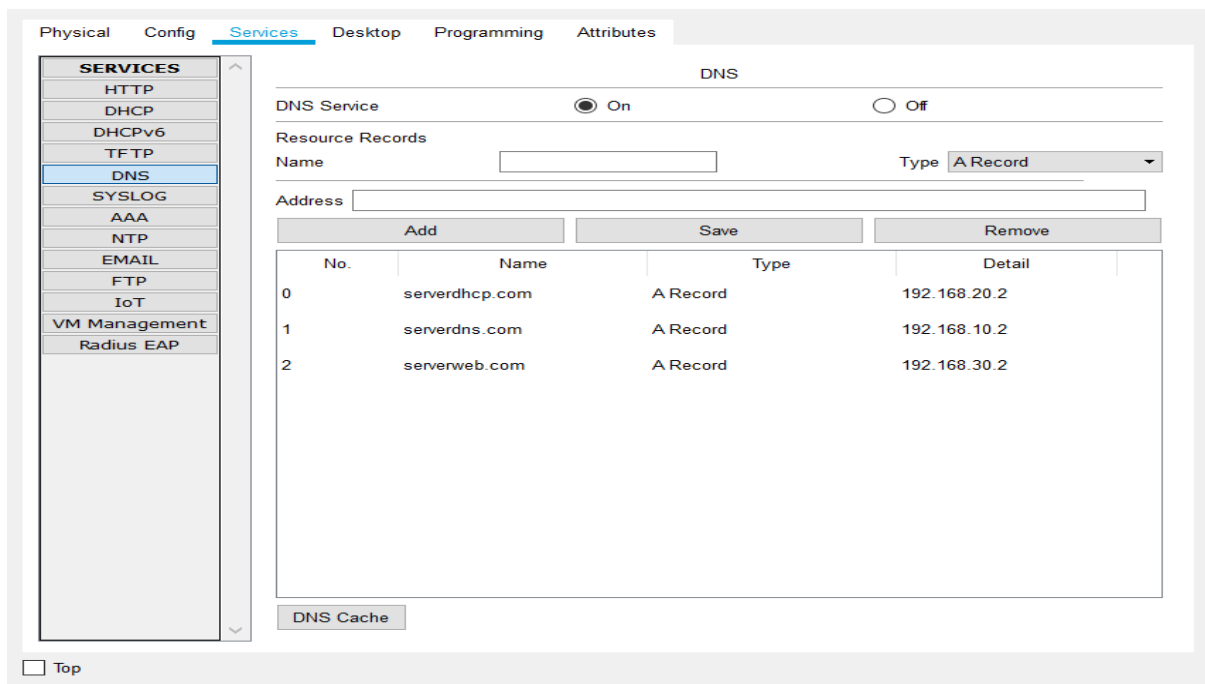 Physical Config Services Desktop Programming Attributes
SERVICES
HTTP
DHCP
DHCPv6
TFTP
DNS
SYSLOG
AAA
NTP
EMAIL
FTP
IoT
VM Management
Radius EAP
DNS
DNS Service On Off
Resource Records
Name Type A Record
Address
Add Save Remove
No. Name Type Detail
0 serverdhcp.com A Record 192.168.20.2
1 serverdns.com A Record 192.168.10.2
2 serverweb.com A Record 192.168.30.2
DNS Cache
Top